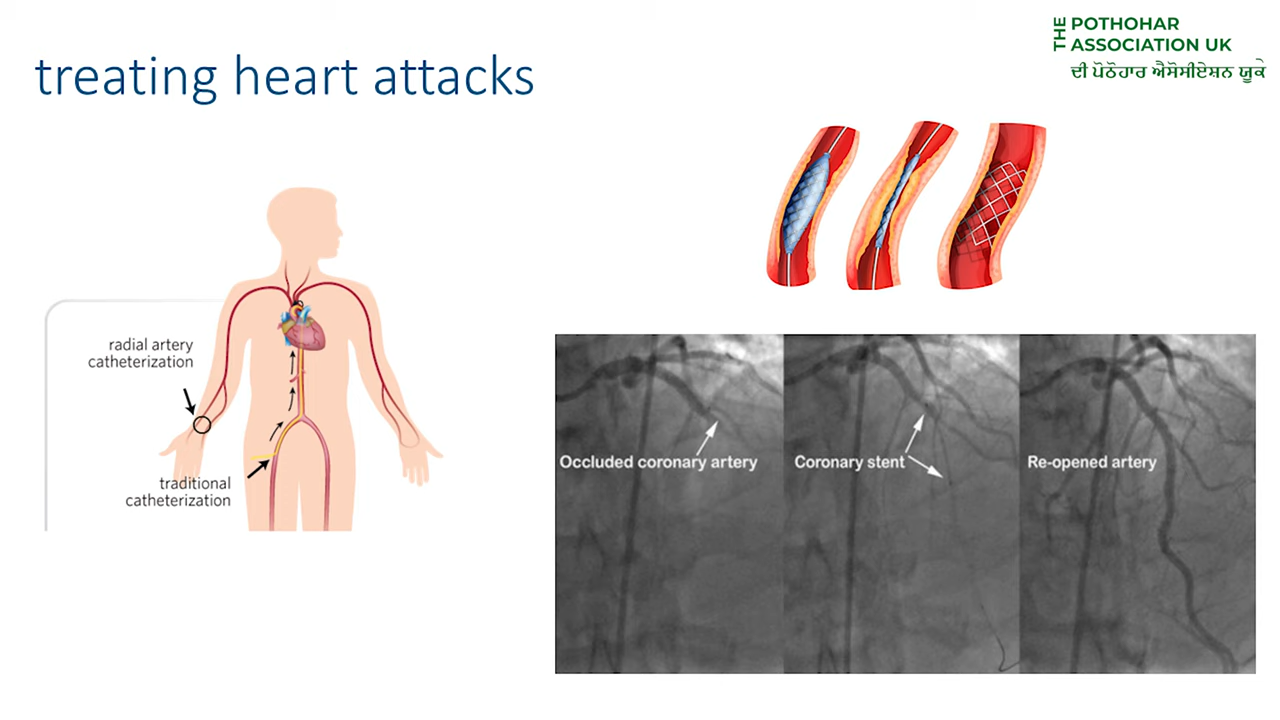 treating heart attacks
THE
POTHOHAR
ASSOCIATION UK
ਦੀ ਪੋਠੋਹਾਰ ਐਸੋਸੀਏਸ਼ਨ ਯੂਕੇ
radial artery
catheterization
traditional
catheterization
Occluded coronary artery
Coronary stent
Re-opened artery